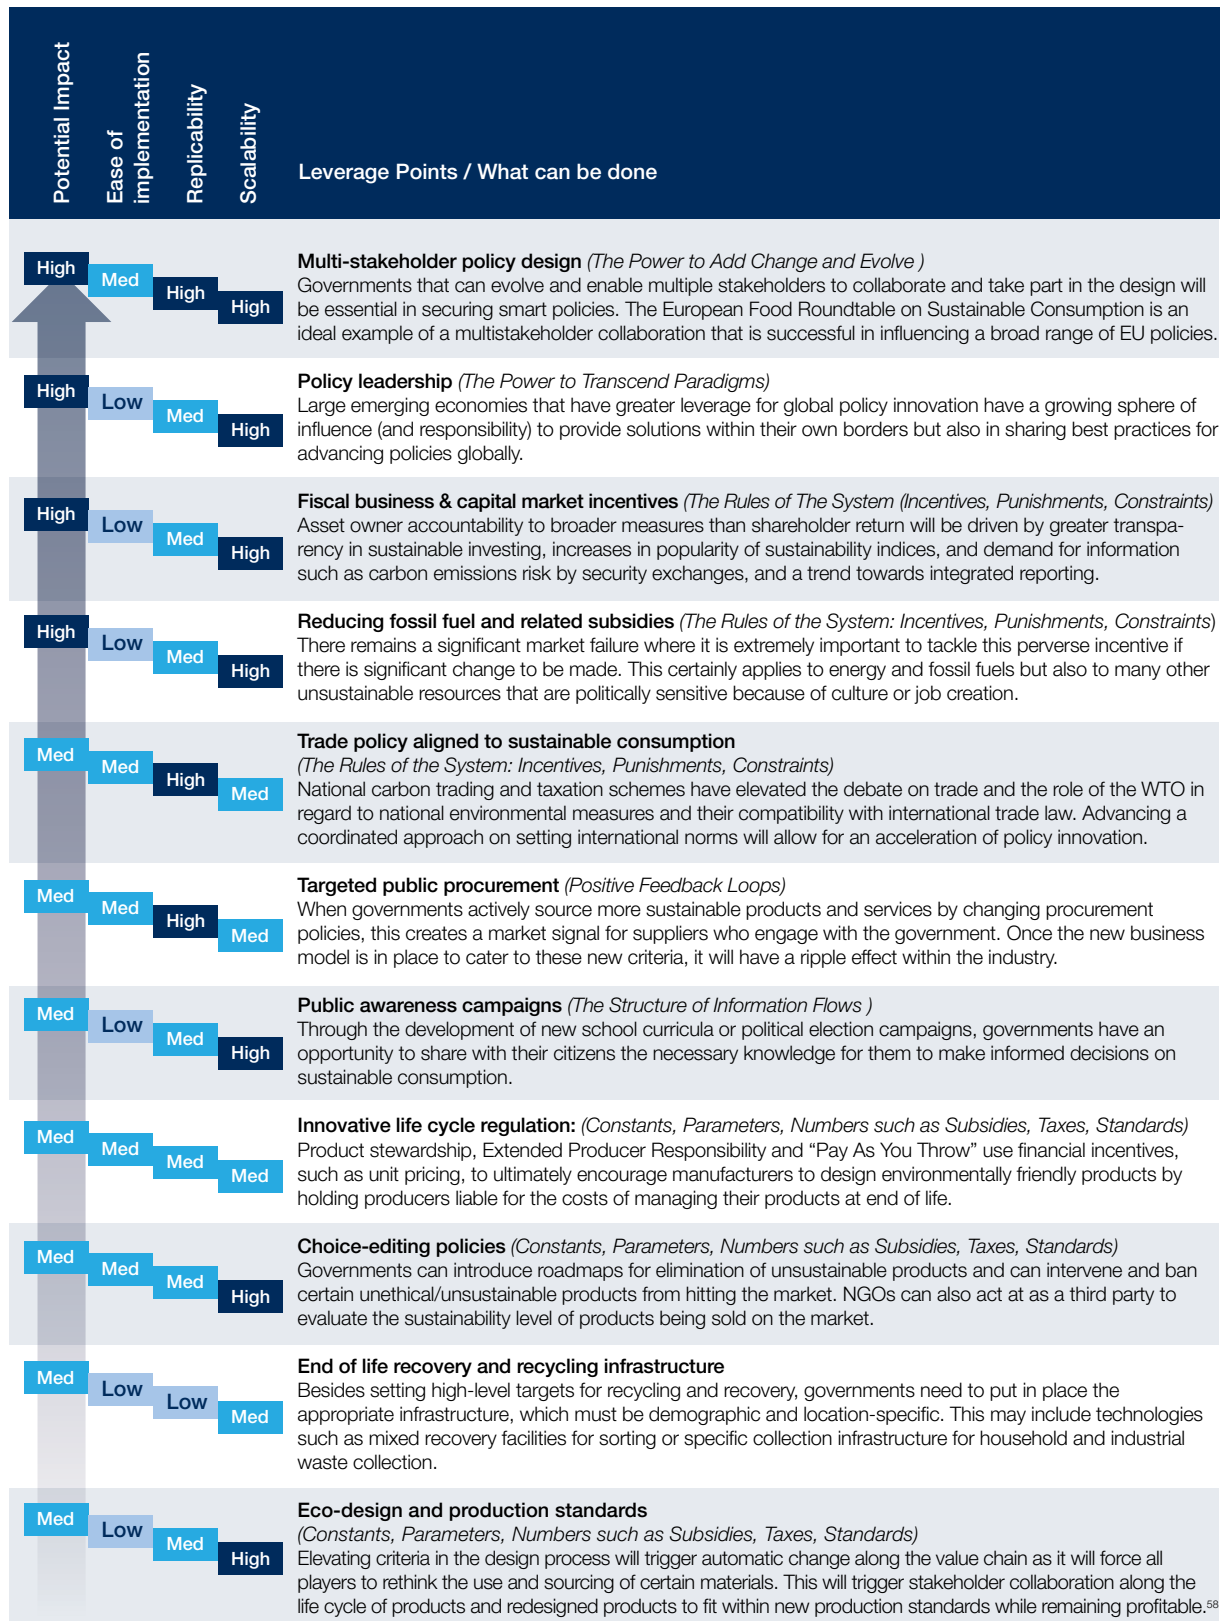 Potential Impact
Ease of
implementation
Replicability
Scalability
Leverage Points / What can be done
High
Med
High
High
Multi-stakeholder policy design (The Power to Add Change and Evolve )
Governments that can evolve and enable multiple stakeholders to collaborate and take part in the design will
be essential in securing smart policies. The European Food Roundtable on Sustainable Consumption is an
ideal example of a multistakeholder collaboration that is successful in influencing a broad range of EU policies.
High
Low
Med
High
Policy leadership (The Power to Transcend Paradigms)
Large emerging economies that have greater leverage for global policy innovation have a growing sphere of
influence (and responsibility) to provide solutions within their own borders but also in sharing best practices for
advancing policies globally.
High
Low
Med
High
Fiscal business & capital market incentives (The Rules of The System (Incentives, Punishments, Constraints)
Asset owner accountability to broader measures than shareholder return will be driven by greater transpa-
rency in sustainable investing, increases in popularity of sustainability indices, and demand for information
such as carbon emissions risk by security exchanges, and a trend towards integrated reporting.
High
Low
Med
High
Reducing fossil fuel and related subsidies (The Rules of the System: Incentives, Punishments, Constraints)
There remains a significant market failure where it is extremely important to tackle this perverse incentive if
there is significant change to be made. This certainly applies to energy and fossil fuels but also to many other
unsustainable resources that are politically sensitive because of culture or job creation.
Med
Med
High
Med
Trade policy aligned to sustainable consumption
(The Rules of the System: Incentives, Punishments, Constraints)
National carbon trading and taxation schemes have elevated the debate on trade and the role of the WTO in
regard to national environmental measures and their compatibility with international trade law. Advancing a
coordinated approach on setting international norms will allow for an acceleration of policy innovation.
Med
Med
High
Med
Targeted public procurement (Positive Feedback Loops)
When governments actively source more sustainable products and services by changing procurement
policies, this creates a market signal for suppliers who engage with the government. Once the new business
model is in place to cater to these new criteria, it will have a ripple effect within the industry.
Med
Low
Med
High
Public awareness campaigns (The Structure of Information Flows )
Through the development of new school curricula or political election campaigns, governments have an
opportunity to share with their citizens the necessary knowledge for them to make informed decisions on
sustainable consumption.
Med
Med
Med
Med
Innovative life cycle regulation: (Constants, Parameters, Numbers such as Subsidies, Taxes, Standards)
Product stewardship, Extended Producer Responsibility and “Pay As You Throw” use financial incentives,
such as unit pricing, to ultimately encourage manufacturers to design environmentally friendly products by
holding producers liable for the costs of managing their products at end of life.
Med
Med
Med
High
Choice-editing policies (Constants, Parameters, Numbers such as Subsidies, Taxes, Standards)
Governments can introduce roadmaps for elimination of unsustainable products and can intervene and ban
certain unethical/unsustainable products from hitting the market. NGOs can also act at as a third party to
evaluate the sustainability level of products being sold on the market.
Med
Low
Low
Med
End of life recovery and recycling infrastructure
Besides setting high-level targets for recycling and recovery, governments need to put in place the
appropriate infrastructure, which must be demographic and location-specific. This may include technologies
such as mixed recovery facilities for sorting or specific collection infrastructure for household and industrial
waste collection.
Med
Low
Med
High
Eco-design and production standards
(Constants, Parameters, Numbers such as Subsidies, Taxes, Standards)
Elevating criteria in the design process will trigger automatic change along the value chain as it will force all
players to rethink the use and sourcing of certain materials. This will trigger stakeholder collaboration along the
life cycle of products and redesigned products to fit within new production standards while remaining profitable.58